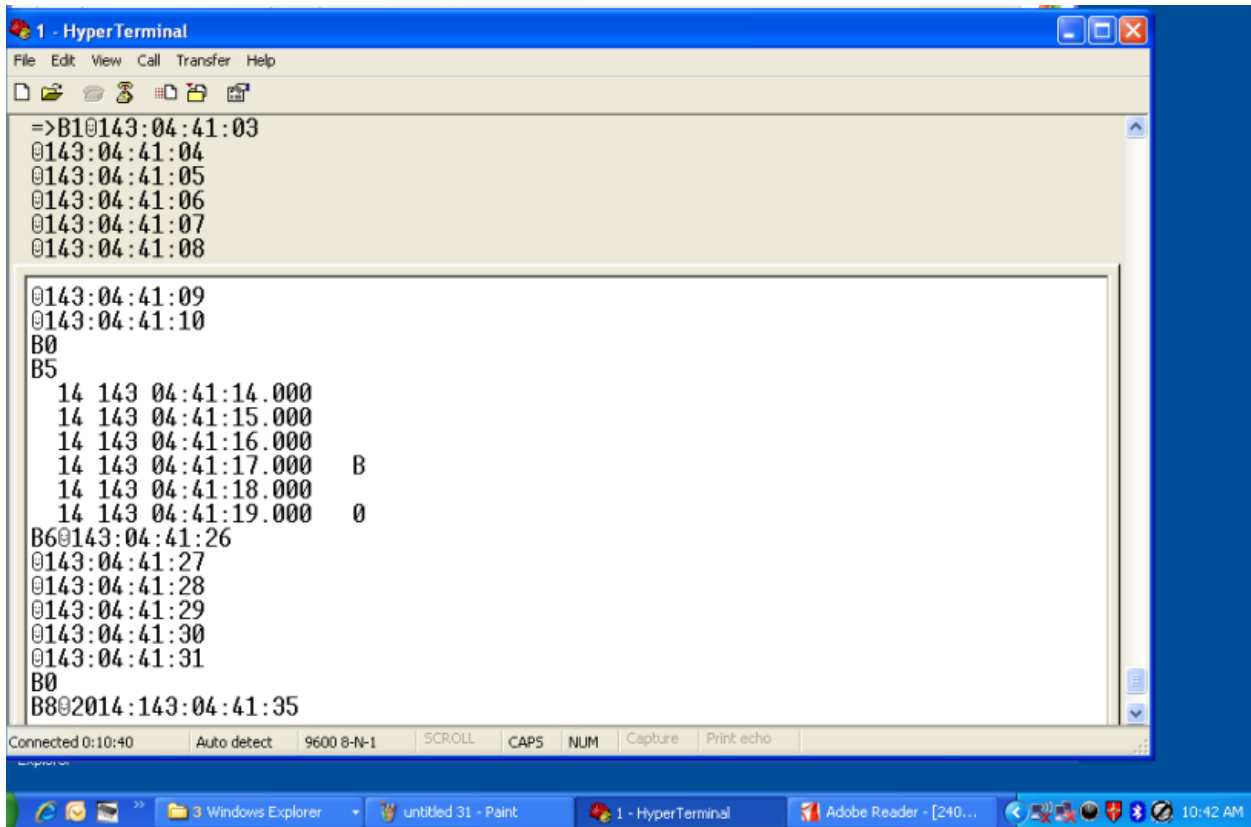 1 - HyperTerminal
File Edit View Call Transfer Help
=>B1☺143:04:41:03
☺143:04:41:04
☺143:04:41:05
☺143:04:41:06
☺143:04:41:07
☺143:04:41:08
☺143:04:41:09
☺143:04:41:10
B0
B5
14 143 04:41:14.000
14 143 04:41:15.000
14 143 04:41:16.000
14 143 04:41:17.000 B
14 143 04:41:18.000
14 143 04:41:19.000 0
B6☺143:04:41:26
☺143:04:41:27
☺143:04:41:28
☺143:04:41:29
☺143:04:41:30
☺143:04:41:31
B0
B8☺2014:143:04:41:35
Connected 0:10:40 Auto detect 9600 8-N-1 SCROLL CAPS NUM Capture Print echo
3 Windows Explorer untitled 31 - Paint 1 - HyperTerminal Adobe Reader - [240... 10:42 AM